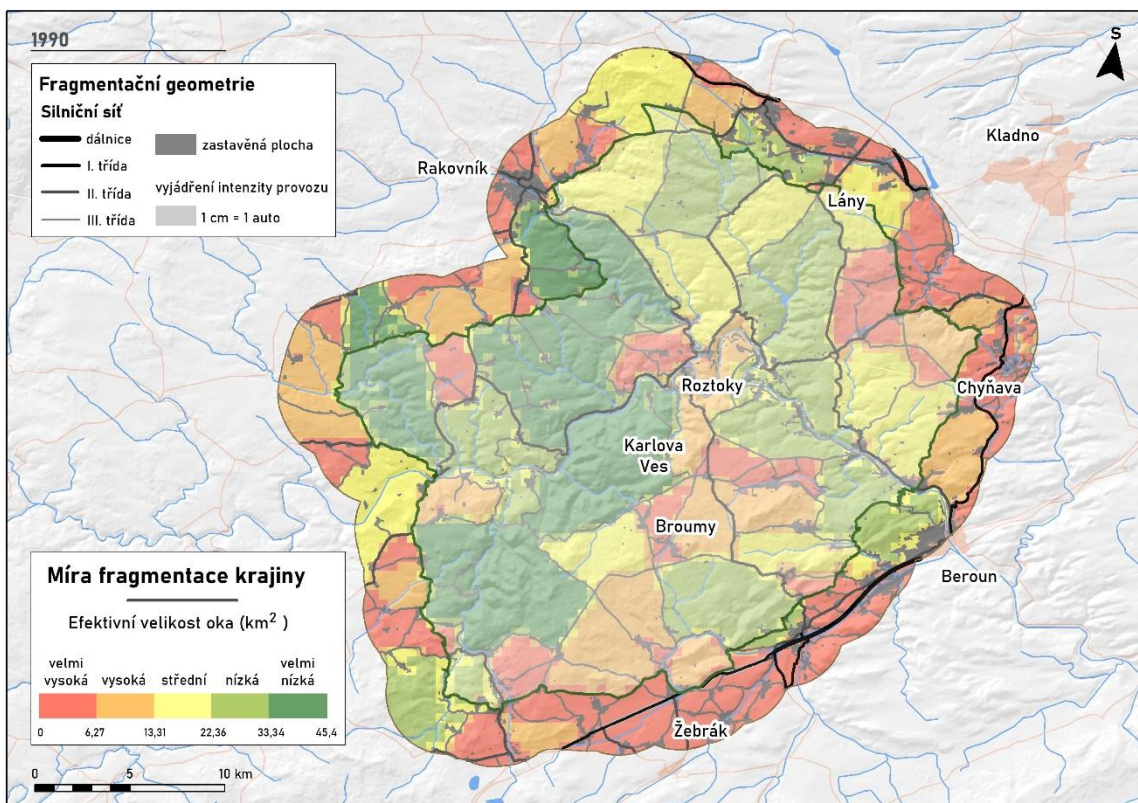 1990
Fragmentační geometrie
Silniční síť
dálnice
I. třída
II. třída
III. třída
zastavěná plocha
vyjádření intenzity provozu
1 cm = 1 auto
S
Kladno
Rakovník
Lány
Roztoky
Chyňava
Karlova
Ves
Broumy
Beroun
Žebrák
Míra fragmentace krajiny
Efektivní velikost oka (km² )
velmi vysoká
vysoká
střední
nízká
velmi nízká
0 6,27 13,31 22,36 33,34 45,4
0 5 10 km